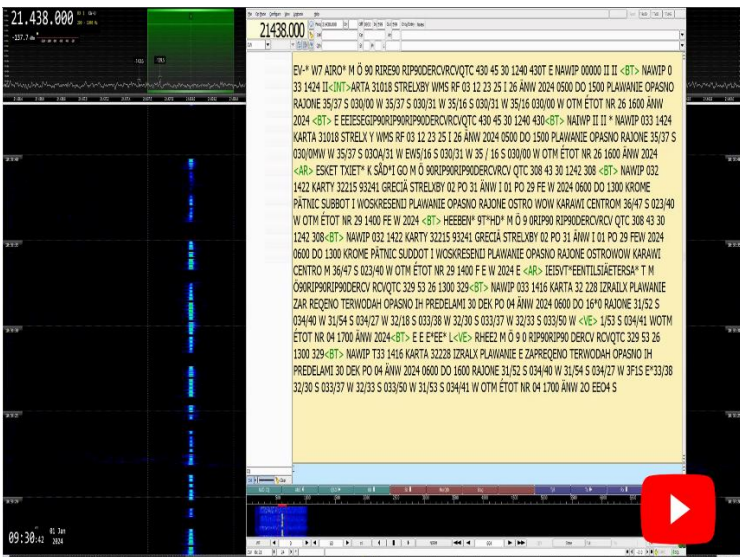 21.438.000
-157.7
21438.000
EV-* W7 AIRO* M Ö 90 RIRE90 RIP90DERCVRCVQTC 430 45 30 1240 430T E NAWIP 00000 II II <BT> NAWIP 0
33 1424 II<INT>ARTA 31018 STRELXBY WMS RF 03 12 23 25 I 26 ÄNW 2024 0500 DO 1500 PLAWANIE OPASNO
RAJONE 35/37 S 030/00 W 35/37 S 030/31 W 35/16 S 030/31 W 35/16 030/00 W OTM ÉTOT NR 26 1600 ÄNW
2024 <BT> E EEIESEGIP90RIP90RIP90DERCVRCVQTC 430 45 30 1240 430<BT> NAIWP II II * NAWIP 033 1424
KARTA 31018 STRELX Y WMS RF 03 12 23 25 I 26 ÄNW 2024 0500 DO 1500 PLAWANIE OPASNO RAJONE 35/37 S
030/0MW W 35/37 S 03OA/31 W EW5/16 S 030/31 W 35 / 16 S 030/00 W OTM ÉTOT NR 26 1600 ÄNW 2024
<AR> ESKET TXIET* K SÅD*I GO M Ö 90RIP90RIP90DERCVRCVQTC 308 43 30 1242 308 <BT> NAWIP 032
1422 KARTY 32215 93241 GRECIÄ STRELXBY 02 PO 31 ÄNW I 01 PO 29 FE W 2024 0600 DO 1300 KROME
PÄTNIC SUBBOT I WOSKRESENIJ PLAWANIE OPASNO RAJONE OSTRO WOW KARAWI CENTROM 36/47 S 023/40
W OTM ÉTOT NR 29 1400 FE W 2024 <BT> HEEBEN* 9T*HD* M Ö 9 0RIP90 RIP90DERCVRCV QTC 308 43 30
1242 308<BT> NAWIP 032 1422 KARTY 32215 93241 GRECIÄ STRELXBY 02 PO 31 ÄNW I 01 PO 29 FEW 2024
0600 DO 1300 KROME PÄTNIC SUDDOT I WOSKRESENIJ PLAWANIE OPASNO RAJONE OSTROWOW KARAWI
CENTRO M 36/47 S 023/40 W OTM ÉTOT NR 29 1400 F E W 2024 E <AR> IEISVT*EENTIL5IÄETERSA* T M
Ö90RIP90RIP90DERCV RCVQTC 329 53 26 1300 329<BT> NAWIP 033 1416 KARTA 32 228 IZRAILX PLAWANIE
ZAR REQENO TERWODAH OPASNO IH PREDELAMI 30 DEK PO 04 ÄNW 2024 0600 DO 16*0 RAJONE 31/52 S
034/40 W 31/54 S 034/27 W 32/18 S 033/38 W 32/30 S 033/37 W 32/33 S 033/50 W <VE> 1/53 S 034/41 WOTM
ÉTOT NR 04 1700 ÄNW 2024<BT> E E E*EE* L<VE> RHEE2 M Ö 9 0 RIP90RIP90 DERCV RCVQTC 329 53 26
1300 329<BT> NAWIP T33 1416 KARTA 32228 IZRALX PLAWANIE E ZAPREQENO TERWODAH OPASNO IH
PREDELAMI 30 DEK PO 04 ÄNW 2024 0600 DO 1600 RAJONE 31/52 S 034/40 W 31/54 S 034/27 W 3F1S E*33/38
32/30 S 033/37 W 32/33 S 033/50 W 31/53 S 034/41 W OTM ÉTOT NR 04 1700 ÄNW 2O EEO4 S
09:30:42
01 Jan
2024